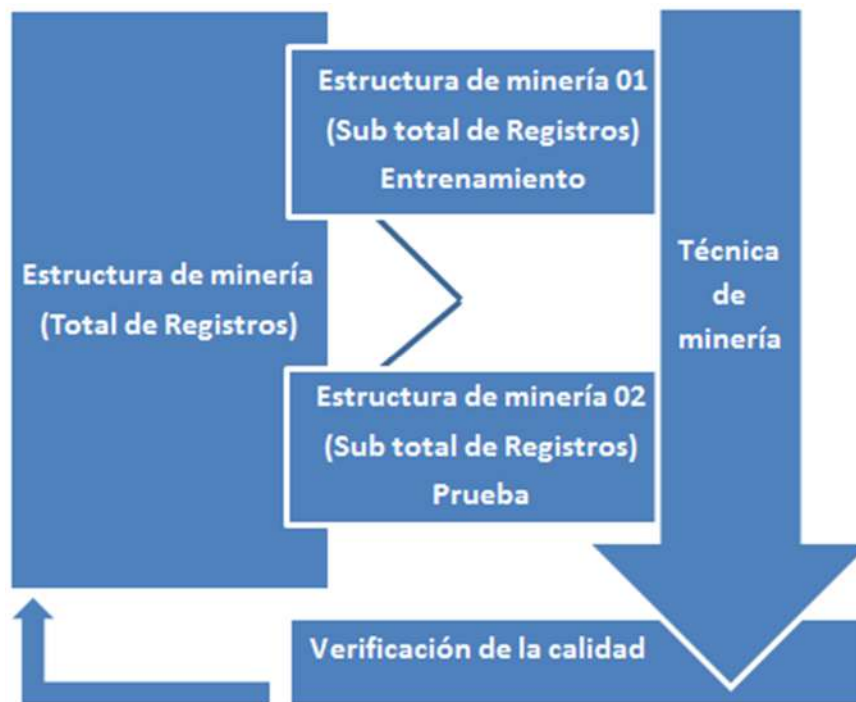 Estructura de minería
(Total de Registros)
Estructura de minería 01
(Sub total de Registros)
Entrenamiento
Estructura de minería 02
(Sub total de Registros)
Prueba
Técnica
de
minería
Verificación de la calidad